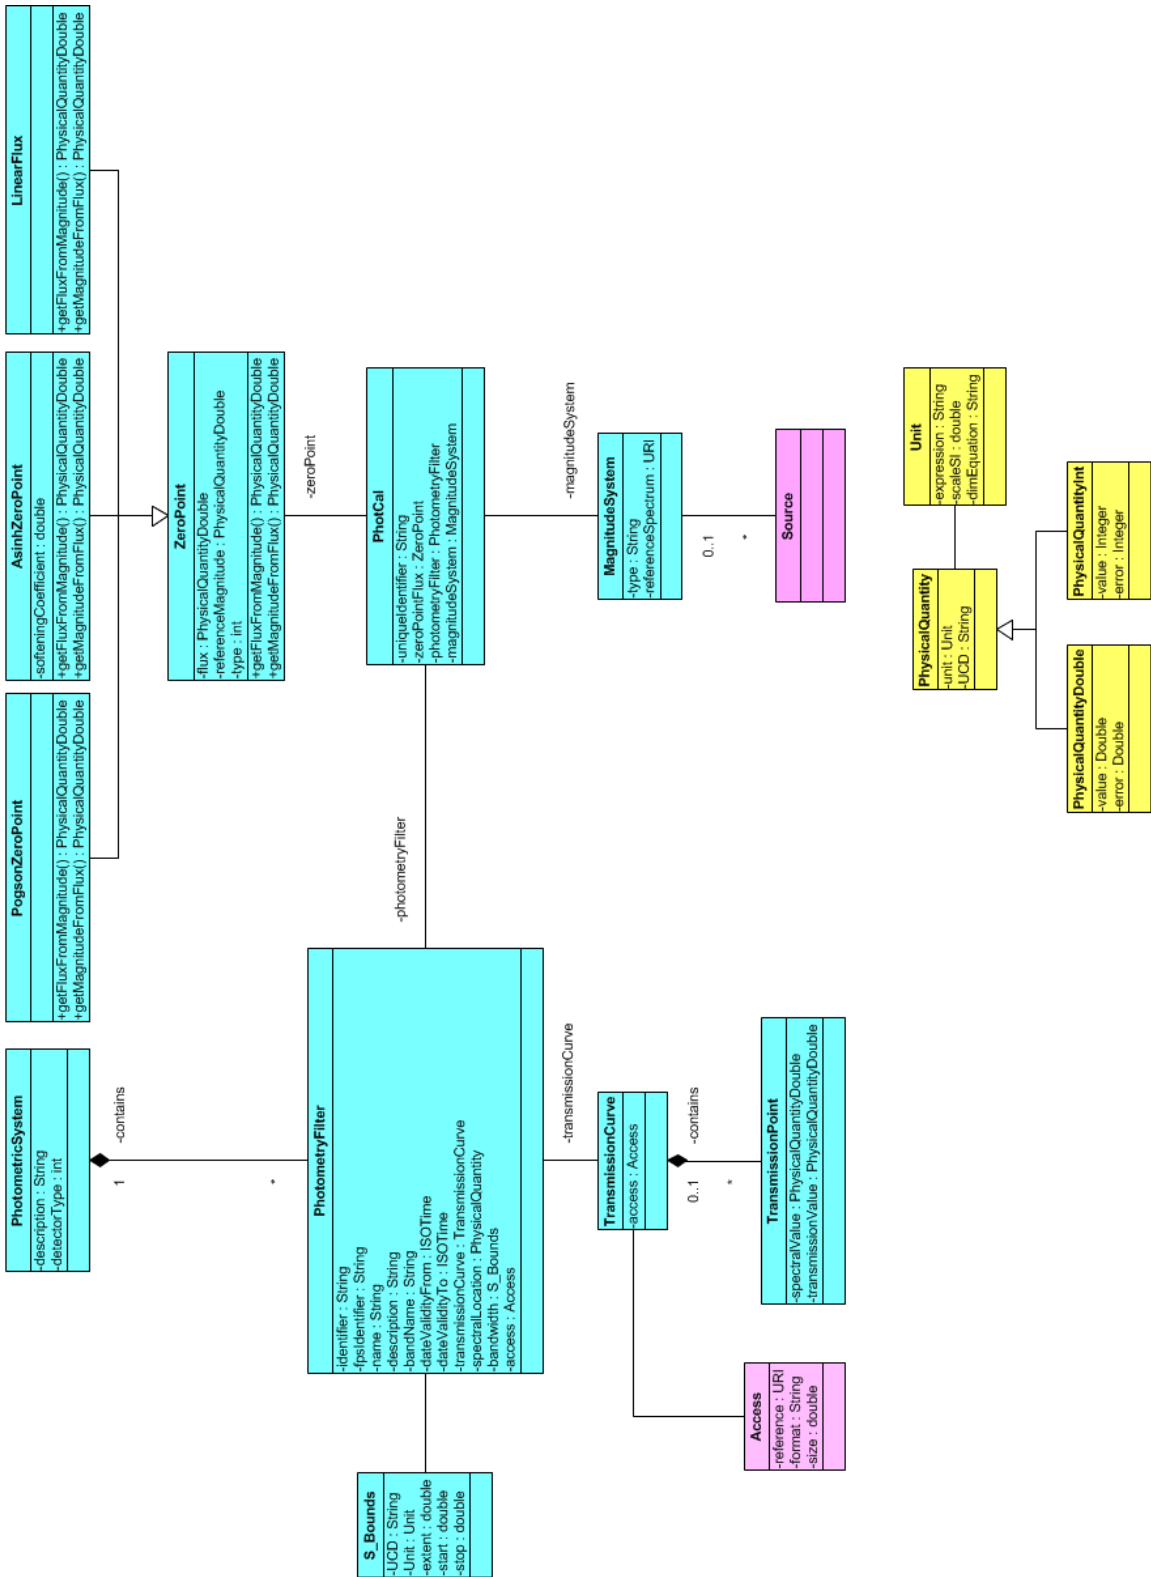 PhotometricSystem
-description : String
-detectorType : int
PogsonZeroPoint
+getFluxFromMagnitude() : PhysicalQuantityDouble
+getMagnitudeFromFlux() : PhysicalQuantityDouble
AsinhZeroPoint
-softeningCoefficient : double
+getFluxFromMagnitude() : PhysicalQuantityDouble
+getMagnitudeFromFlux() : PhysicalQuantityDouble
LinearFlux
+getFluxFromMagnitude() : PhysicalQuantityDouble
+getMagnitudeFromFlux() : PhysicalQuantityDouble
-contains
1
*
ZeroPoint
-flux : PhysicalQuantityDouble
-referenceMagnitude : PhysicalQuantityDouble
-type : int
+getFluxFromMagnitude() : PhysicalQuantityDouble
+getMagnitudeFromFlux() : PhysicalQuantityDouble
-zeroPoint
S_Bounds
-UCD : String
-Unit : Unit
-extent : double
-start : double
-stop : double
PhotometryFilter
-identifier : String
-fpsIdentifier : String
-name : String
-description : String
-bandName : String
-dateValidityFrom : ISOTime
-dateValidityTo : ISOTime
-transmissionCurve : TransmissionCurve
-spectralLocation : PhysicalQuantity
-bandwidth : S_Bounds
-access : Access
-photometryFilter
PhotCal
-uniqueIdentifier : String
-zeroPointFlux : ZeroPoint
-photometryFilter : PhotometryFilter
-magnitudeSystem : MagnitudeSystem
-transmissionCurve
-magnitudeSystem
TransmissionCurve
-access : Access
MagnitudeSystem
-type : String
-referenceSpectrum : URI
-contains
0..1
*
0..1
*
Access
-reference : URI
-format : String
-size : double
TransmissionPoint
-spectralValue : PhysicalQuantityDouble
-transmissionValue : PhysicalQuantityDouble
Source
PhysicalQuantity
-unit : Unit
-UCD : String
Unit
-expression : String
-scaleSI : double
-dimEquation : String
PhysicalQuantityDouble
-value : Double
-error : Double
PhysicalQuantityInt
-value : Integer
-error : Integer